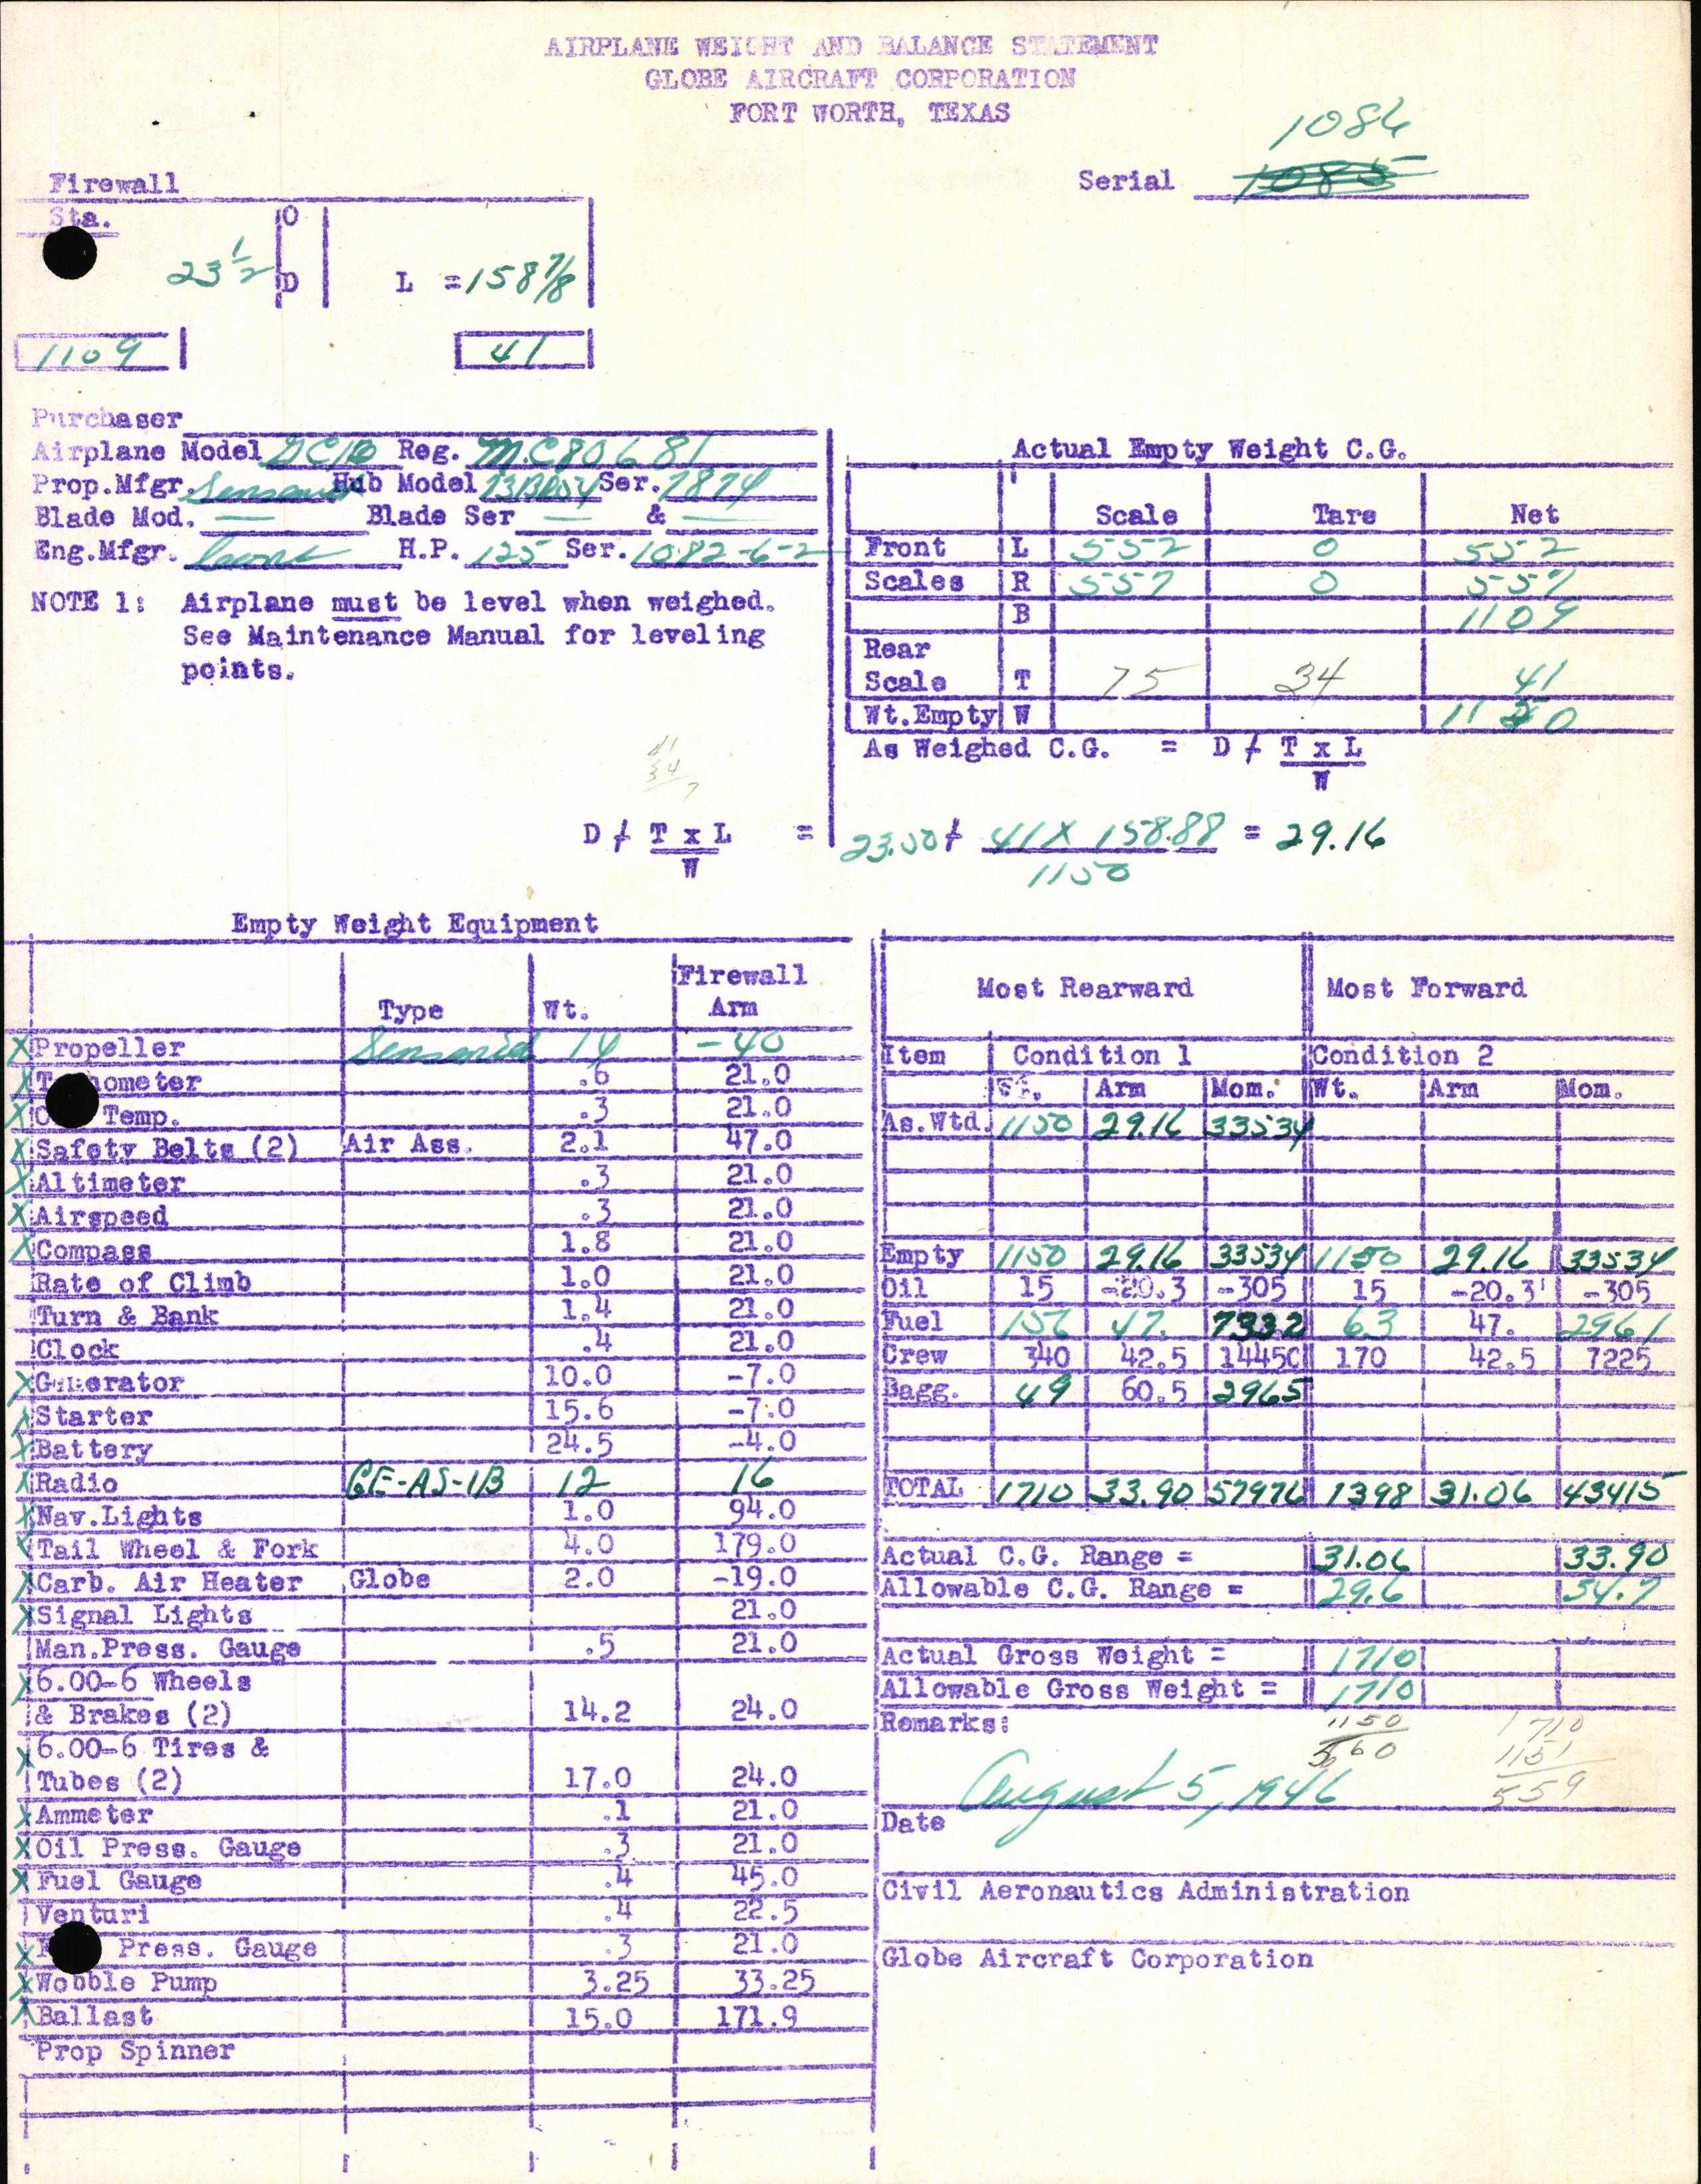 AIRPLANE WEIGHT AND BALANCE STATEMENT
GLOBE AIRCRAFT CORPORATION
FORT WORTH, TEXAS
1086
Serial 1085
Firewall
Sta.
O
23 1/2 D L = 158 7/8
1109 41
Purchaser
Airplane Model GC1B Reg. NC80681
Prop.Mfgr. Hub Model Ser. 7874
Blade Mod. — Blade Ser — & —
Eng.Mfgr. H.P. 125 Ser. 1082-6-2
NOTE 1: Airplane must be level when weighed.
See Maintenance Manual for leveling
points.
Actual Empty Weight C.G.
Scale Tare Net
Front L 552 0 552
Scales R 557 0 557
B 1109
Rear
Scale T 75 34 41
Wt.Empty W 1150
As Weighed C.G. = D + T x L
W
41
34
7
D + T x L = 23.50 + 41 X 158.88 = 29.16
W 1150
Empty Weight Equipment
Type Wt. Firewall Arm
X Propeller Sensenich 14 -40
X T ometer .6 21.0
X O Temp. .3 21.0
X Safety Belts (2) Air Ass. 2.1 47.0
X Altimeter .3 21.0
X Airspeed .3 21.0
X Compass 1.8 21.0
Rate of Climb 1.0 21.0
Turn & Bank 1.4 21.0
Clock .4 21.0
X Generator 10.0 -7.0
X Starter 15.6 -7.0
X Battery 24.5 -4.0
X Radio GE-AS-1B 12 16
X Nav.Lights 1.0 94.0
X Tail Wheel & Fork 4.0 179.0
X Carb. Air Heater Globe 2.0 -19.0
X Signal Lights 21.0
Man.Press. Gauge .5 21.0
X 6.00-6 Wheels
& Brakes (2) 14.2 24.0
X 6.00-6 Tires &
Tubes (2) 17.0 24.0
X Ammeter .1 21.0
X Oil Press. Gauge .3 21.0
X Fuel Gauge .4 45.0
Venturi .4 22.5
X F Press. Gauge .3 21.0
X Wobble Pump 3.25 33.25
X Ballast 15.0 171.9
Prop Spinner
Most Rearward Most Forward
Item Condition 1 Condition 2
Wt. Arm Mom. Wt. Arm Mom.
As.Wtd. 1150 29.16 33534
Empty 1150 29.16 33534 1150 29.16 33534
Oil 15 -20.3 -305 15 -20.3 -305
Fuel 156 47. 7332 63 47. 2961
Crew 340 42.5 14450 170 42.5 7225
Bagg. 49 60.5 2965
TOTAL 1710 33.90 57976 1398 31.06 43415
Actual C.G. Range = 31.06 33.90
Allowable C.G. Range = 29.6 34.7
Actual Gross Weight = 1710
Allowable Gross Weight = 1710
Remarks:
1150
560
1710
1151
559
August 5, 1946
Date
Civil Aeronautics Administration
Globe Aircraft Corporation